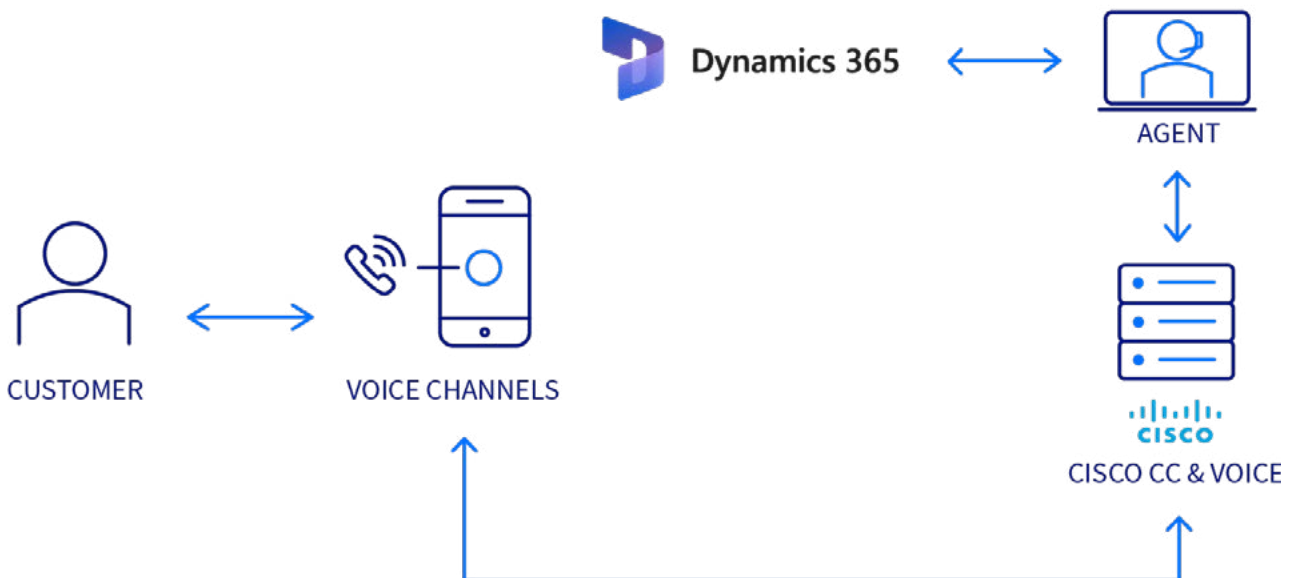 Dynamics 365
AGENT
CUSTOMER
VOICE CHANNELS
CISCO
CISCO CC & VOICE